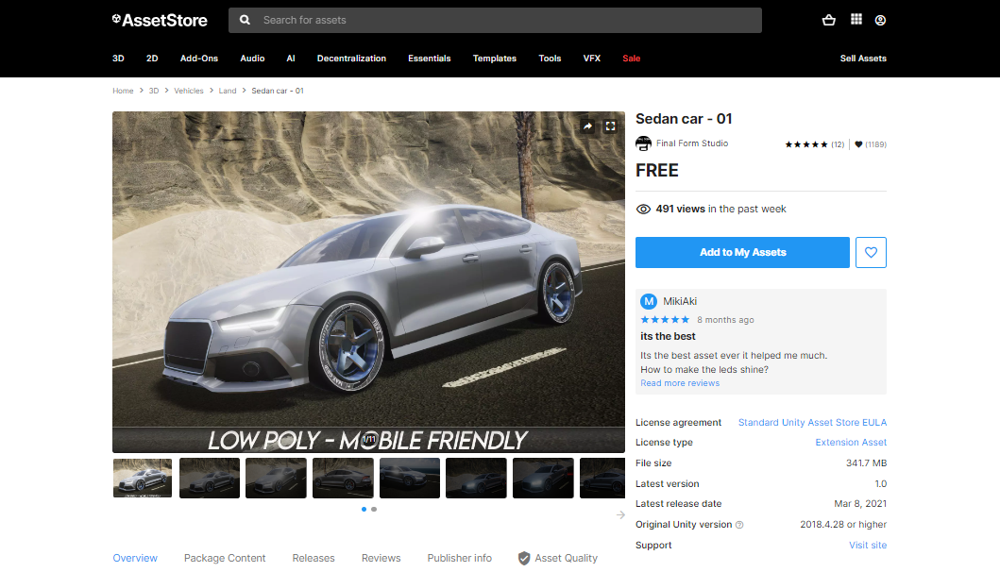 AssetStore
Search for assets
3D 2D Add-Ons Audio AI Decentralization Essentials Templates Tools VFX Sale Sell Assets
Home > 3D > Vehicles > Land > Sedan car - 01
Sedan car - 01
Final Form Studio
★★★★★ (12) | ♥ (1189)
FREE
491 views in the past week
Add to My Assets
M MikiAki
★★★★★ 8 months ago
its the best
Its the best asset ever it helped me much.
How to make the leds shine?
Read more reviews
LOW POLY - MOBILE FRIENDLY
1/11
License agreement Standard Unity Asset Store EULA
License type Extension Asset
File size 341.7 MB
Latest version 1.0
Latest release date Mar 8, 2021
Original Unity version 2018.4.28 or higher
Support Visit site
Overview Package Content Releases Reviews Publisher info Asset Quality